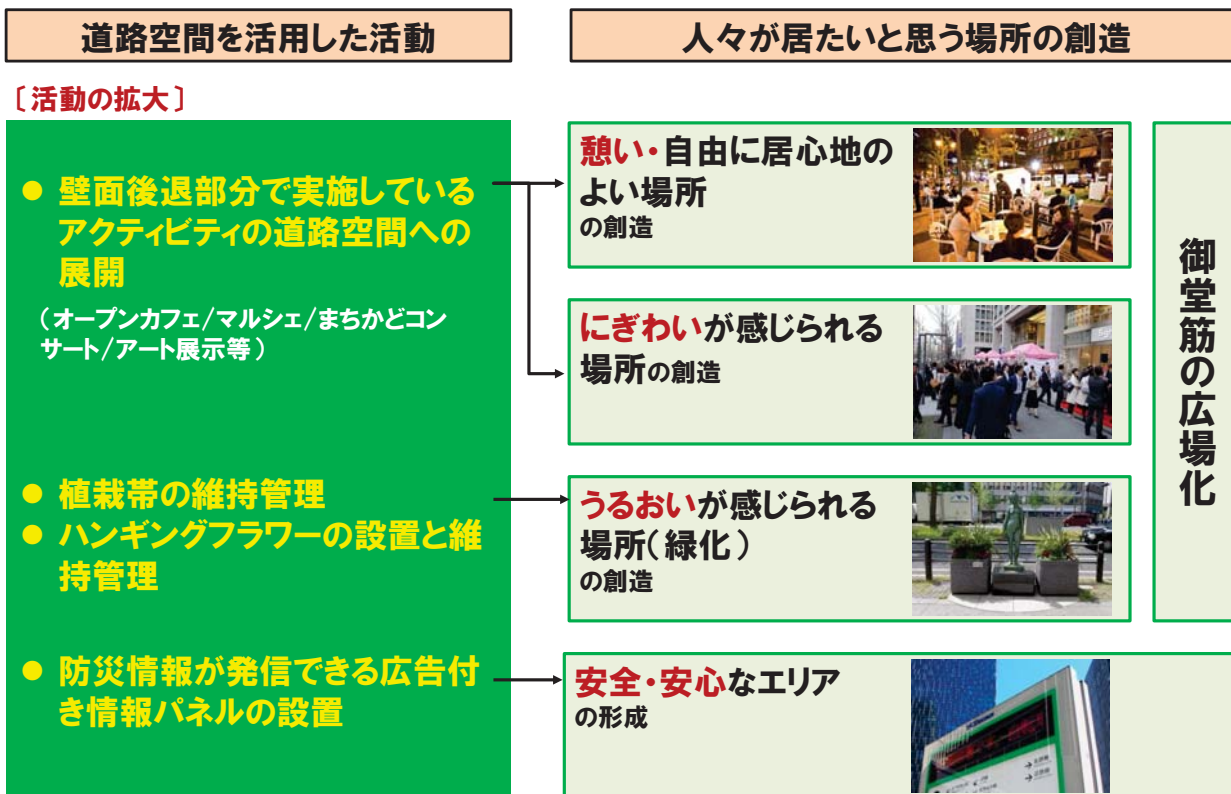 道路空間を活用した活動
人々が居たいと思う場所の創造
〔活動の拡大〕
● 壁面後退部分で実施している
アクティビティの道路空間への
展開
（オープンカフェ/マルシェ/まちかどコン
サート/アート展示等）
● 植栽帯の維持管理
● ハンギングフラワーの設置と維
持管理
● 防災情報が発信できる広告付
き情報パネルの設置
憩い・自由に居心地の
よい場所
の創造
にぎわいが感じられる
場所の創造
うるおいが感じられる
場所（緑化）
の創造
安全・安心なエリア
の形成
御堂筋の広場化